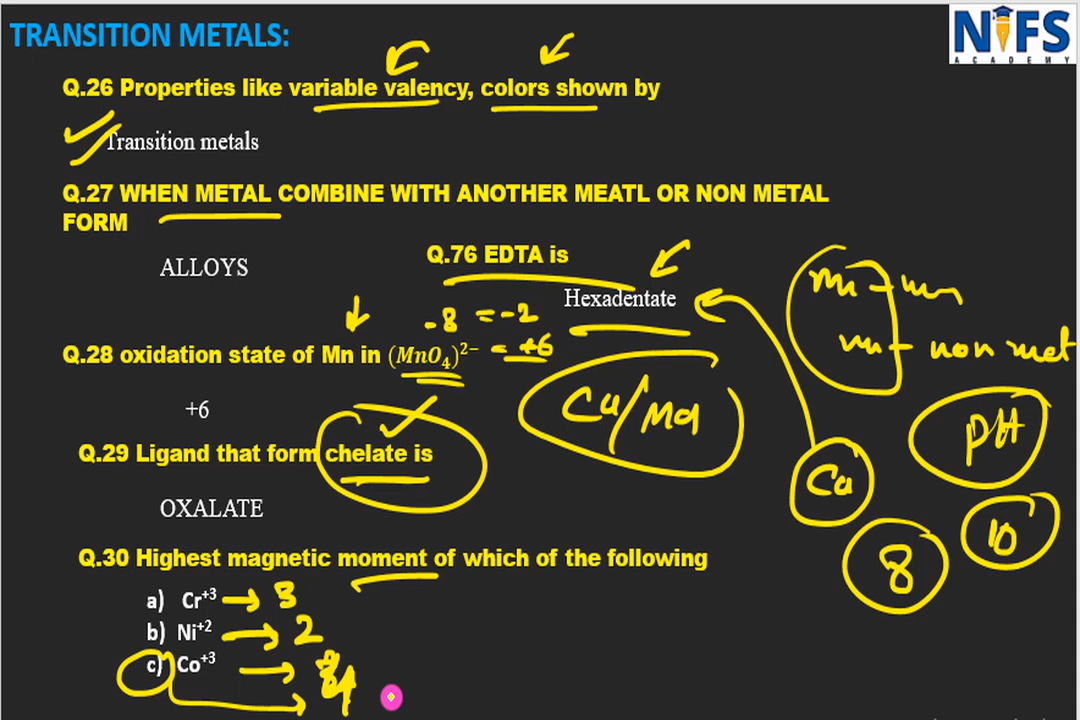 TRANSITION METALS:
NIFS
ACADEMY
Q.26 Properties like variable valency, colors shown by
Transition metals
Q.27 WHEN METAL COMBINE WITH ANOTHER MEATL OR NON METAL
FORM
ALLOYS
Q.76 EDTA is
Hexadentate
-8 = -2
Q.28 oxidation state of Mn in (MnO₄)²⁻ = +6
+6
Ca/Mg
non met
pH
Q.29 Ligand that form chelate is
Ca
OXALATE
10
8
Q.30 Highest magnetic moment of which of the following
a) Cr⁺³ → 3
b) Ni⁺² → 2
c) Co⁺³ → 4